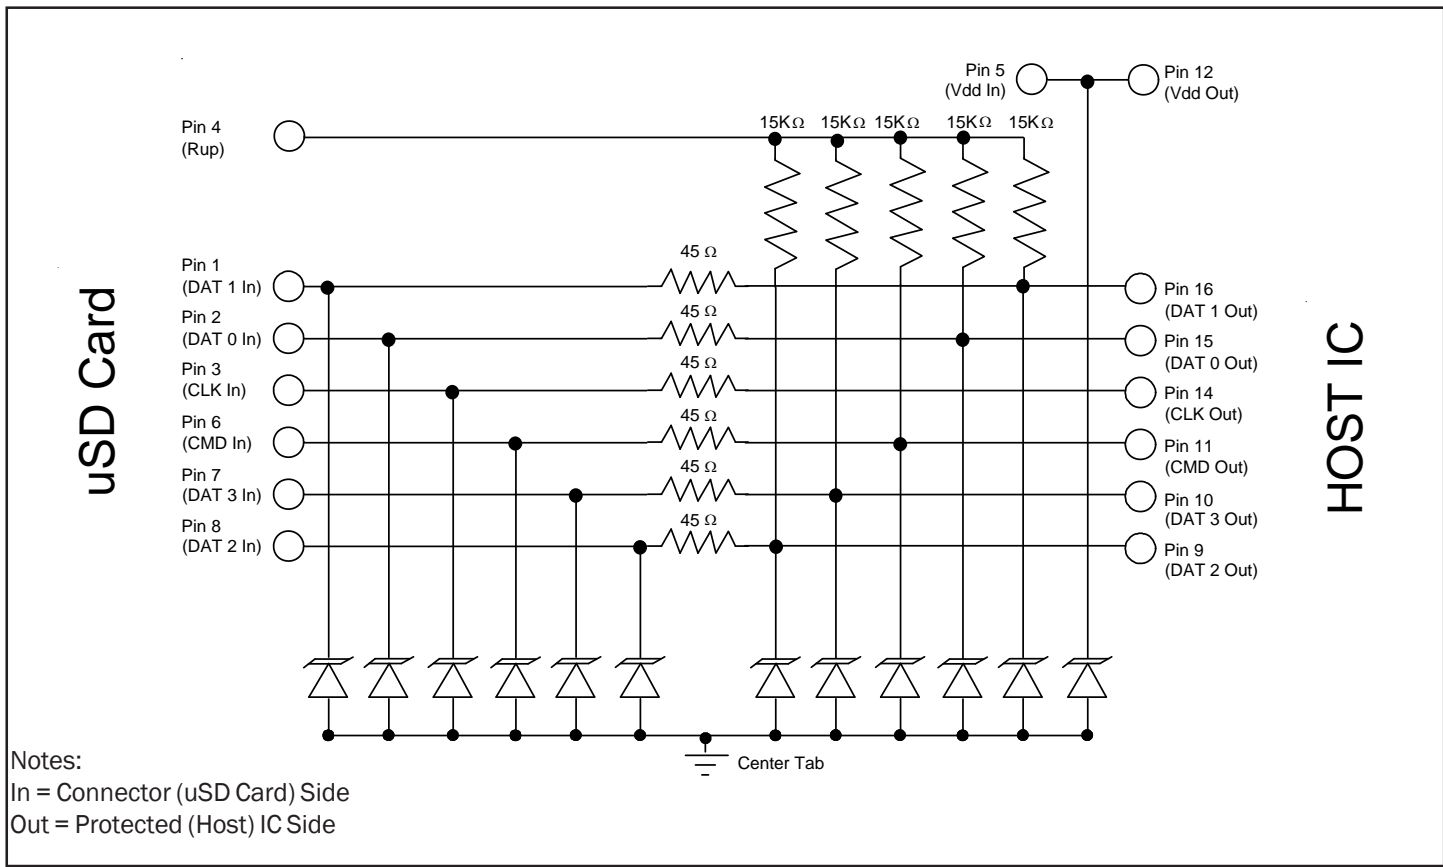 Pin 5
(Vdd In)
Pin 12
(Vdd Out)
Pin 4
(Rup)
15KΩ
15KΩ
15KΩ
15KΩ
15KΩ
uSD Card
HOST IC
Pin 1
(DAT 1 In)
45 Ω
Pin 16
(DAT 1 Out)
Pin 2
(DAT 0 In)
45 Ω
Pin 15
(DAT 0 Out)
Pin 3
(CLK In)
45 Ω
Pin 14
(CLK Out)
Pin 6
(CMD In)
45 Ω
Pin 11
(CMD Out)
Pin 7
(DAT 3 In)
45 Ω
Pin 10
(DAT 3 Out)
Pin 8
(DAT 2 In)
45 Ω
Pin 9
(DAT 2 Out)
Center Tab
Notes:
In = Connector (uSD Card) Side
Out = Protected (Host) IC Side